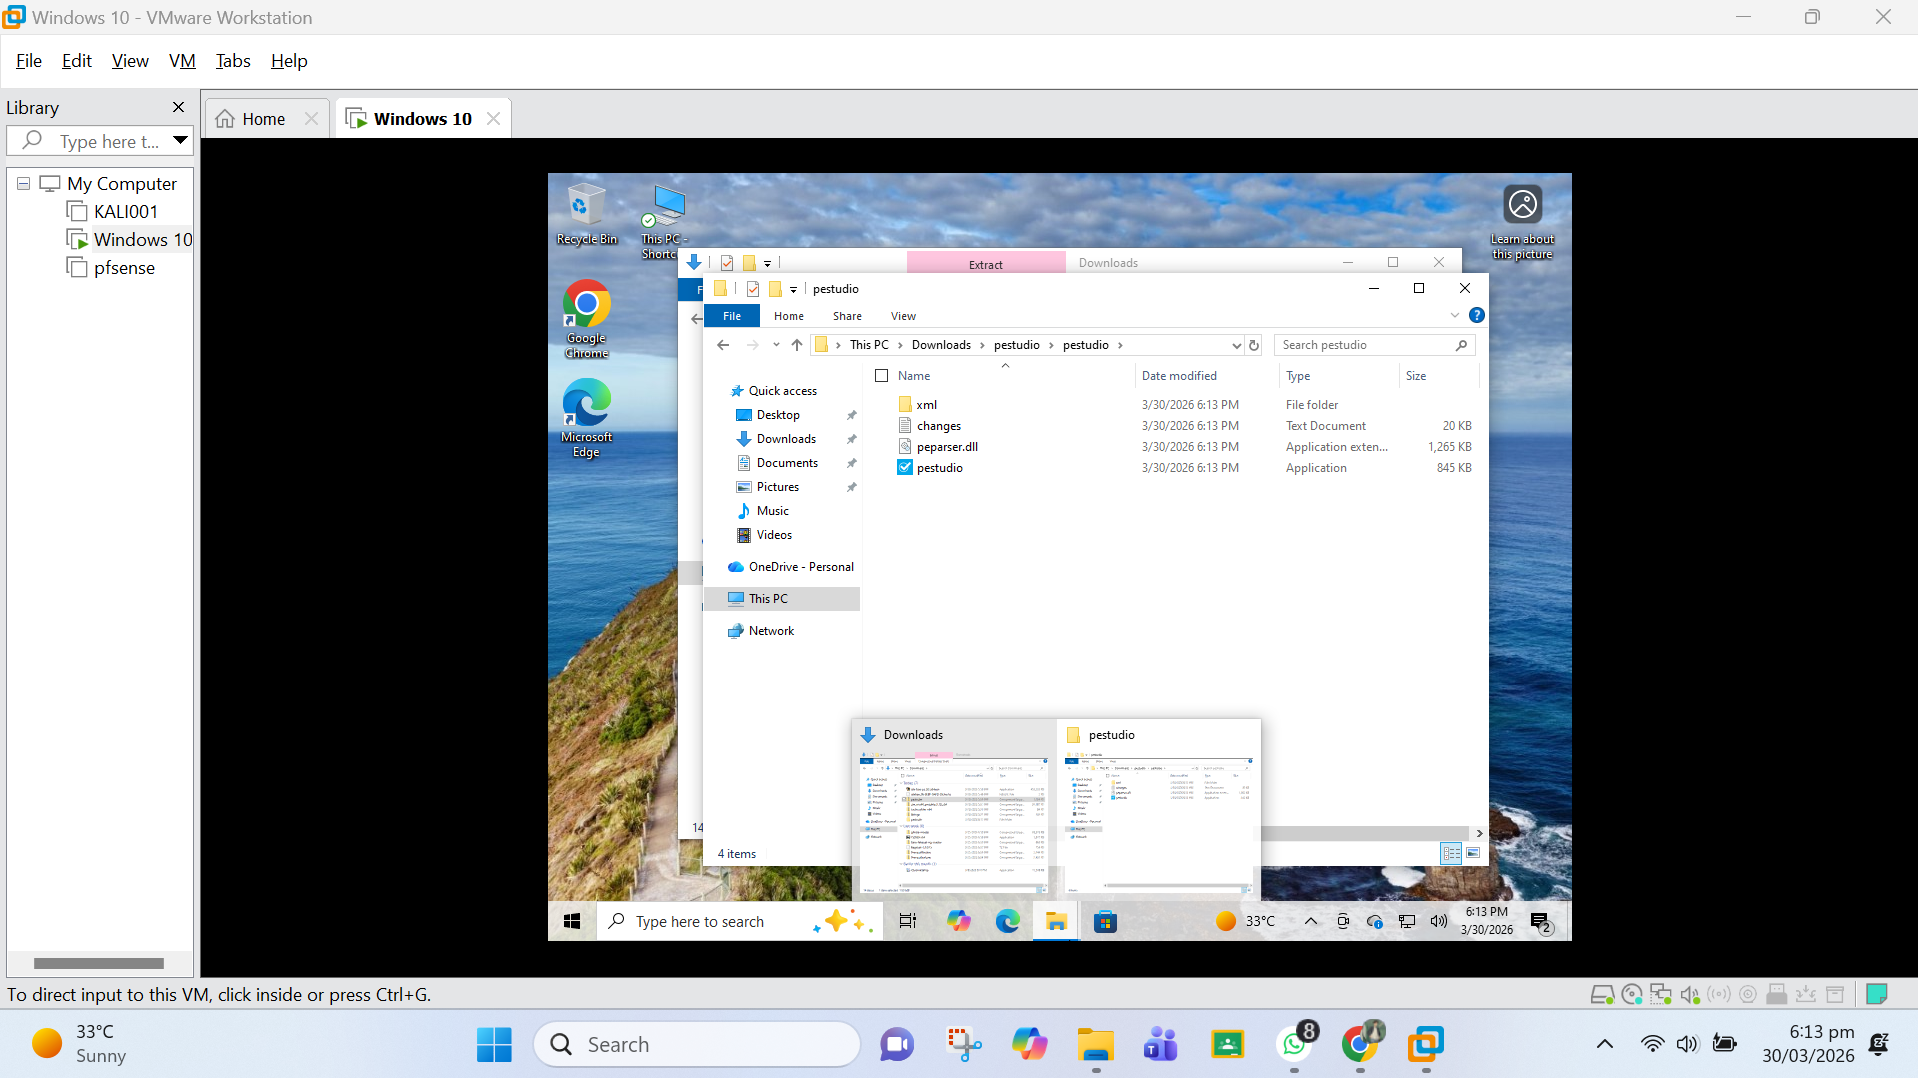 Windows 10 - VMware Workstation
File Edit View VM Tabs Help
Library
Type here t...
My Computer
KALI001
Windows 10
pfsense
Home
Windows 10
Recycle Bin
This PC -
Shortc
Google
Chrome
Microsoft
Edge
Learn about
this picture
Extract
Downloads
F
pestudio
File Home Share View
This PC > Downloads > pestudio > pestudio >
Search pestudio
Quick access
Desktop
Downloads
Documents
Pictures
Music
Videos
OneDrive - Personal
This PC
Network
Name Date modified Type Size
xml 3/30/2026 6:13 PM File folder
changes 3/30/2026 6:13 PM Text Document 20 KB
peparser.dll 3/30/2026 6:13 PM Application exten... 1,265 KB
pestudio 3/30/2026 6:13 PM Application 845 KB
14
4 items
Downloads
pestudio
Type here to search
33°C
6:13 PM
3/30/2026
2
To direct input to this VM, click inside or press Ctrl+G.
33°C
Sunny
Search
8
6:13 pm
30/03/2026